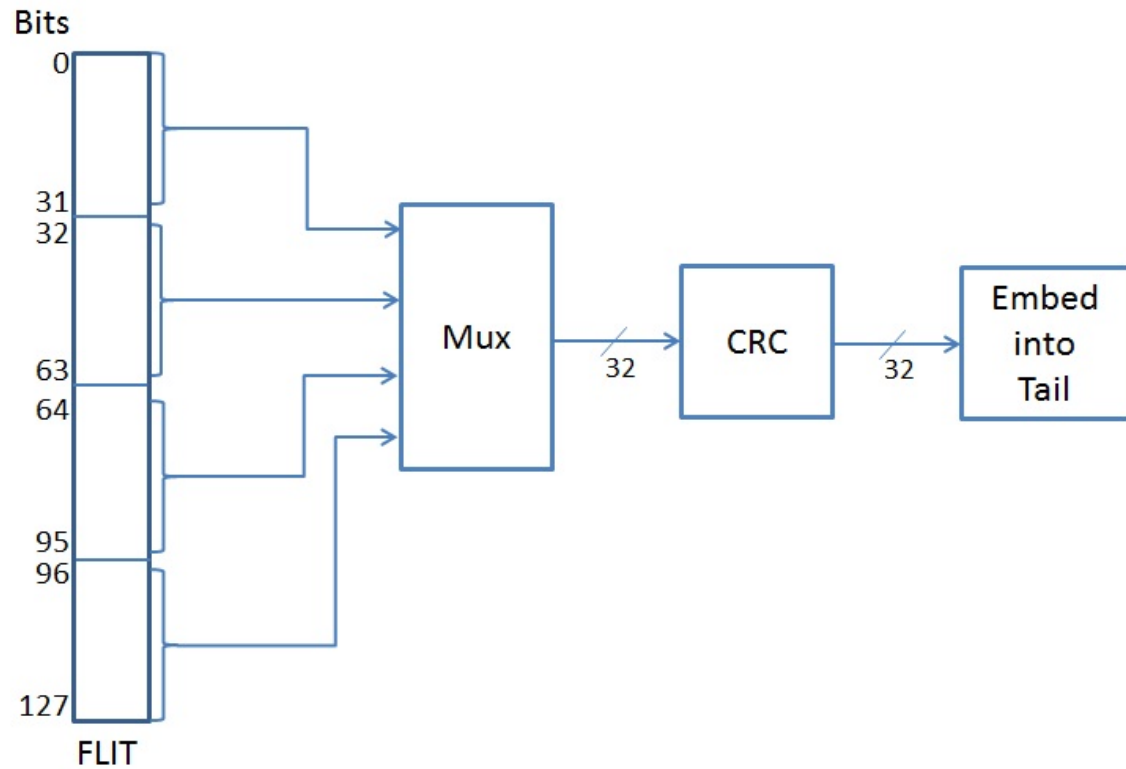 Bits
0
31
32
63
64
95
96
127
FLIT
Mux
32
CRC
32
Embed
into
Tail